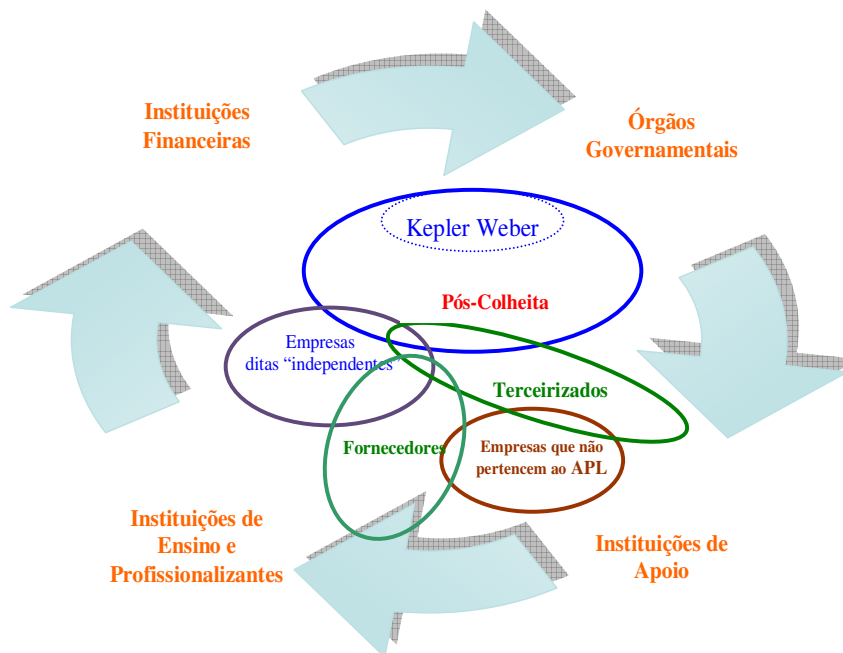 Instituições
Financeiras
Órgãos
Governamentais
Kepler Weber
Pós-Colheita
Empresas
ditas “independentes”
Terceirizados
Fornecedores
Empresas que não
pertencem ao APL
Instituições de
Ensino e
Profissionalizantes
Instituições de
Apoio